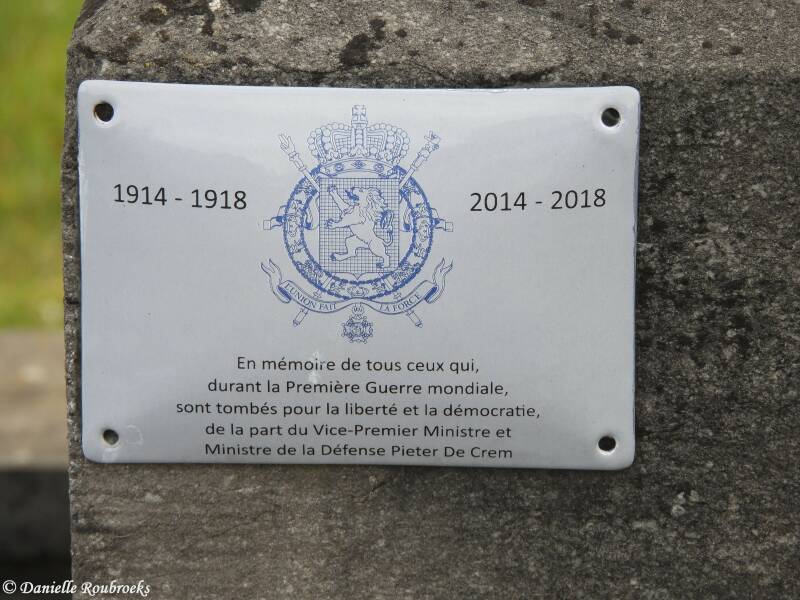 1914 - 1918
2014 - 2018
L'UNION FAIT LA FORCE
En mémoire de tous ceux qui,
durant la Première Guerre mondiale,
sont tombés pour la liberté et la démocratie,
de la part du Vice-Premier Ministre et
Ministre de la Défense Pieter De Crem
© Danielle Roubroeks